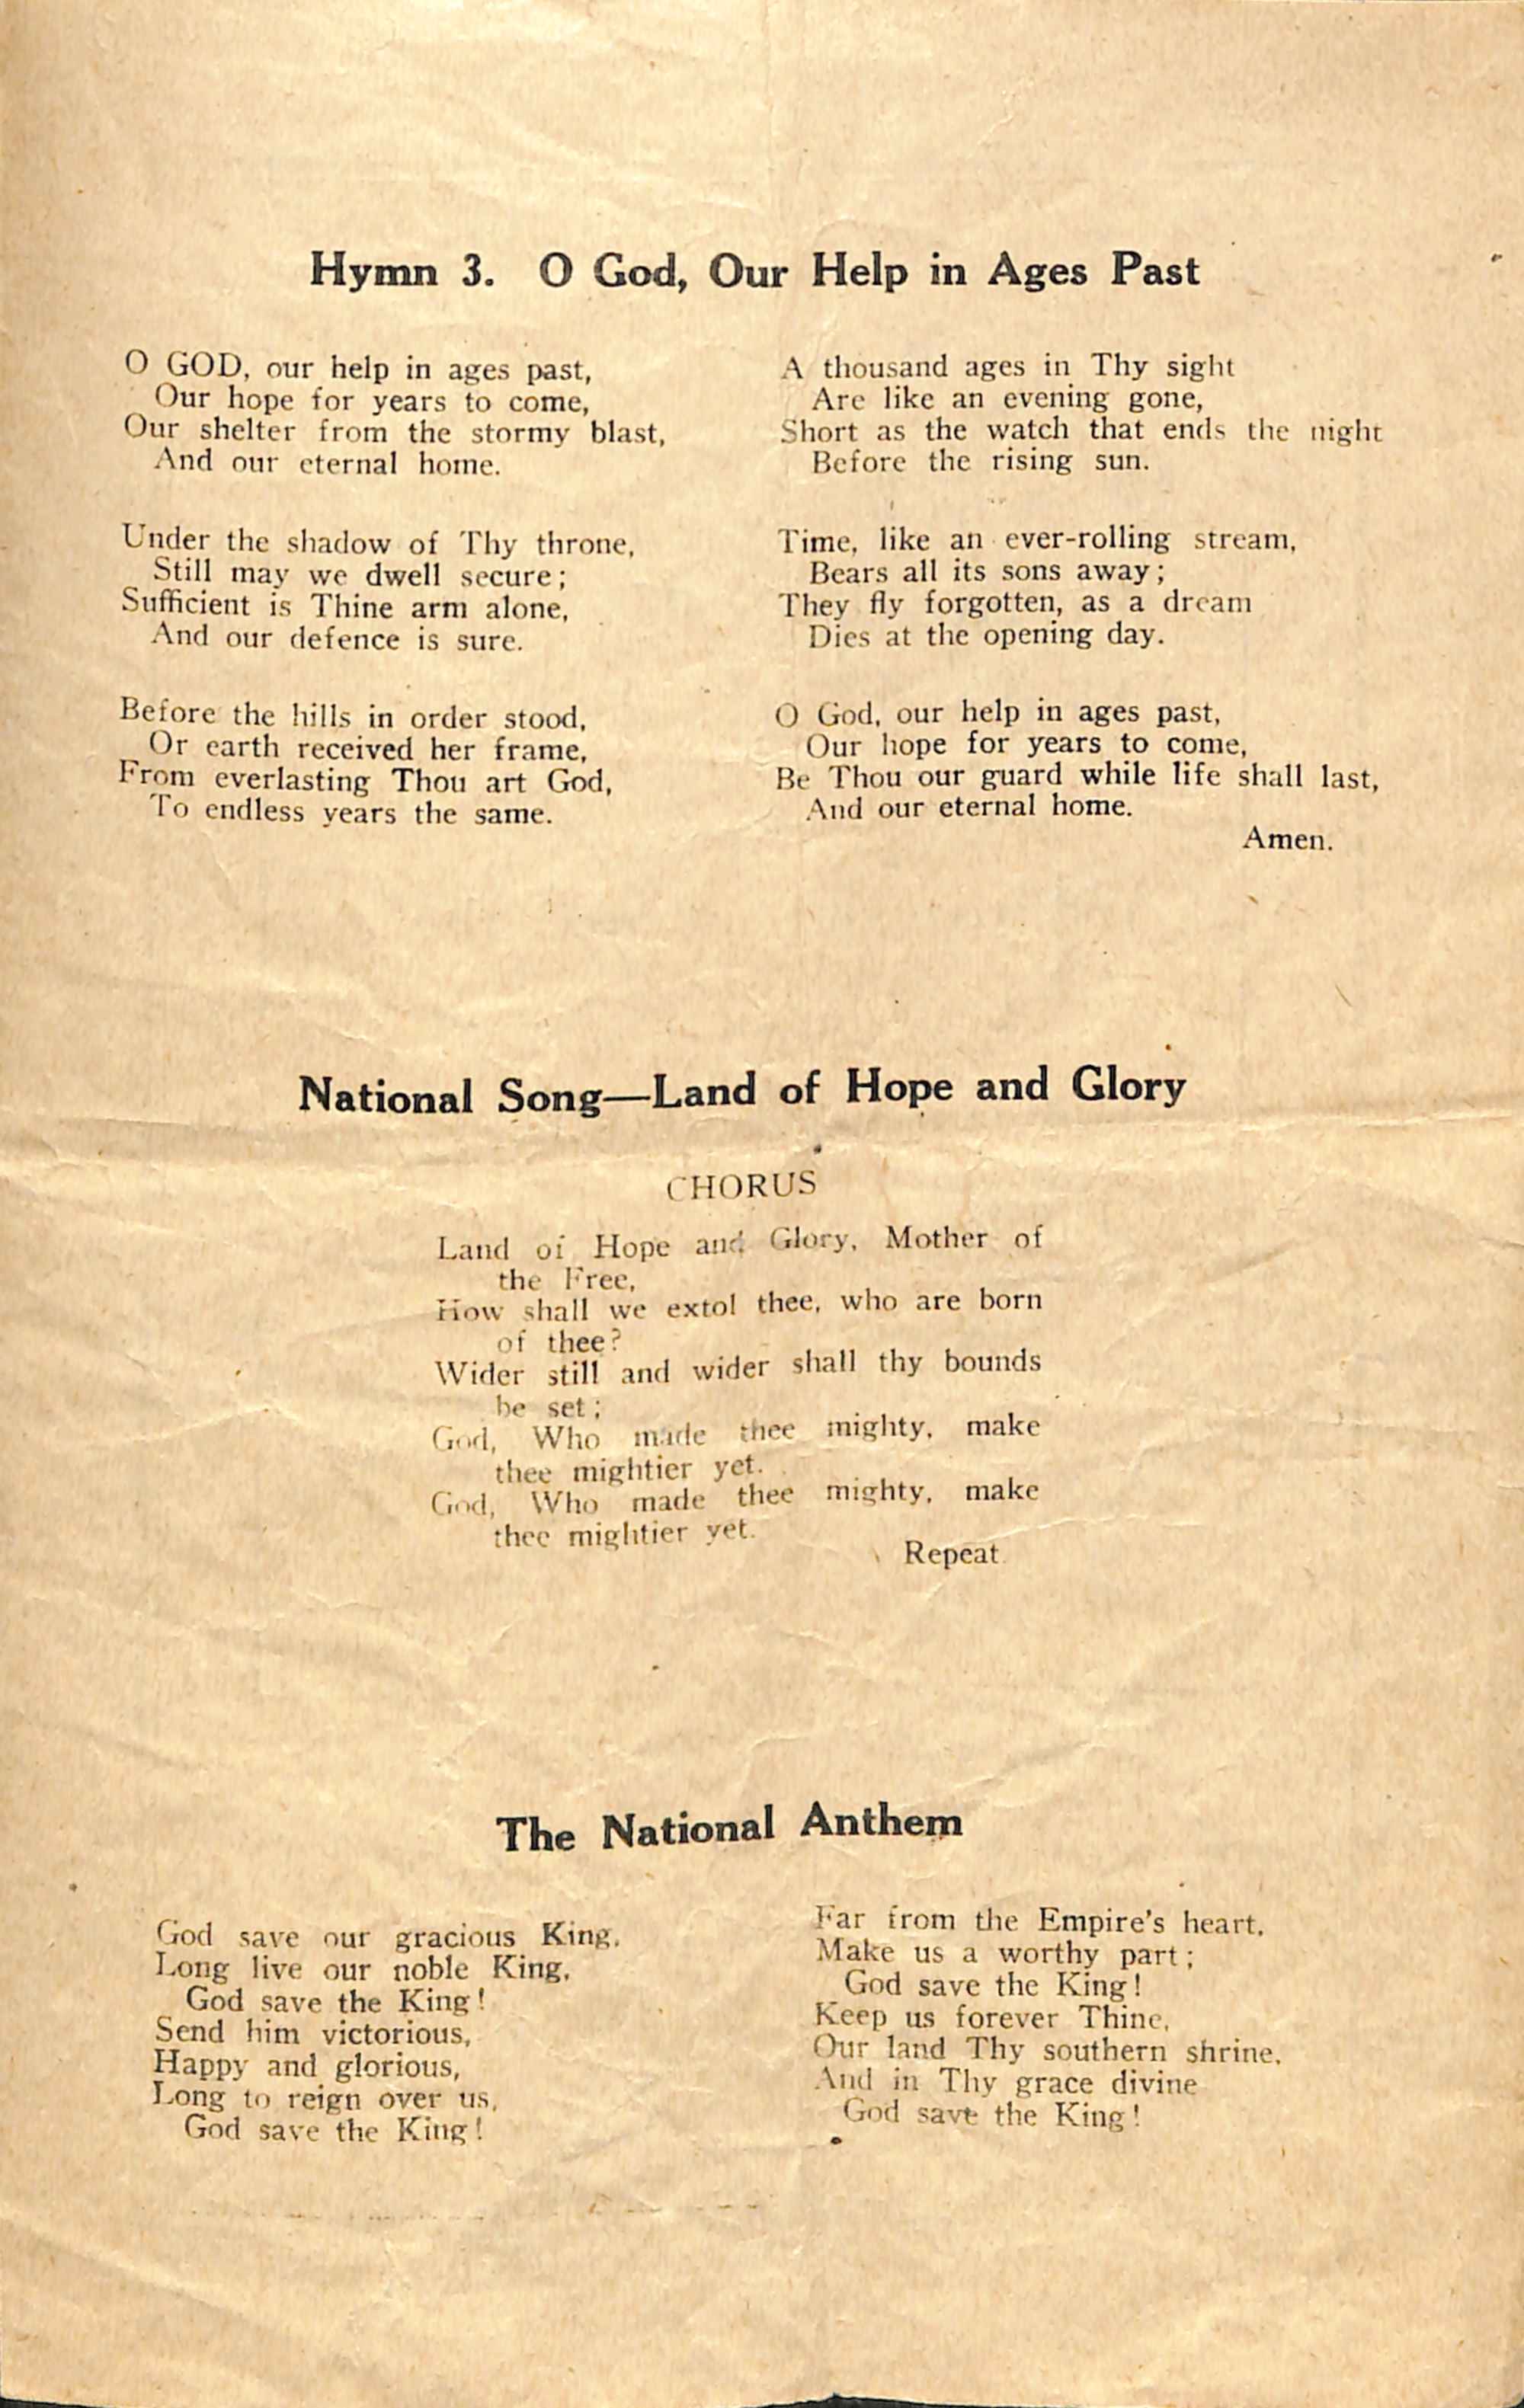 Hymn 3. O God, Our Help in Ages Past
O GOD, our help in ages past,
Our hope for years to come,
Our shelter from the stormy blast,
And our eternal home.
Under the shadow of Thy throne,
Still may we dwell secure;
Sufficient is Thine arm alone,
And our defence is sure.
Before the hills in order stood,
Or earth received her frame,
From everlasting Thou art God,
To endless years the same.
A thousand ages in Thy sight
Are like an evening gone,
Short as the watch that ends the night
Before the rising sun.
Time, like an ever-rolling stream,
Bears all its sons away;
They fly forgotten, as a dream
Dies at the opening day.
O God, our help in ages past,
Our hope for years to come,
Be Thou our guard while life shall last,
And our eternal home.
Amen.
National Song—Land of Hope and Glory
CHORUS
Land of Hope and Glory, Mother of
the Free,
How shall we extol thee, who are born
of thee?
Wider still and wider shall thy bounds
be set;
God, Who made thee mighty, make
thee mightier yet.
God, Who made thee mighty, make
thee mightier yet.
Repeat
The National Anthem
God save our gracious King,
Long live our noble King,
God save the King!
Send him victorious,
Happy and glorious,
Long to reign over us,
God save the King!
Far from the Empire's heart,
Make us a worthy part;
God save the King!
Keep us forever Thine,
Our land Thy southern shrine,
And in Thy grace divine
God save the King!